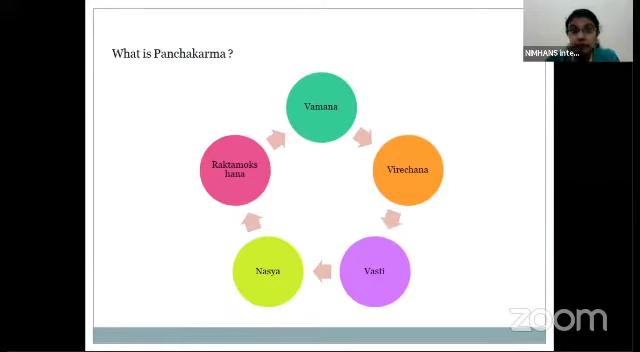 What is Panchakarma ?
NIMHANS inte...
Vamana
Raktamoks
hana
Virechana
Nasya
Vasti
zoom